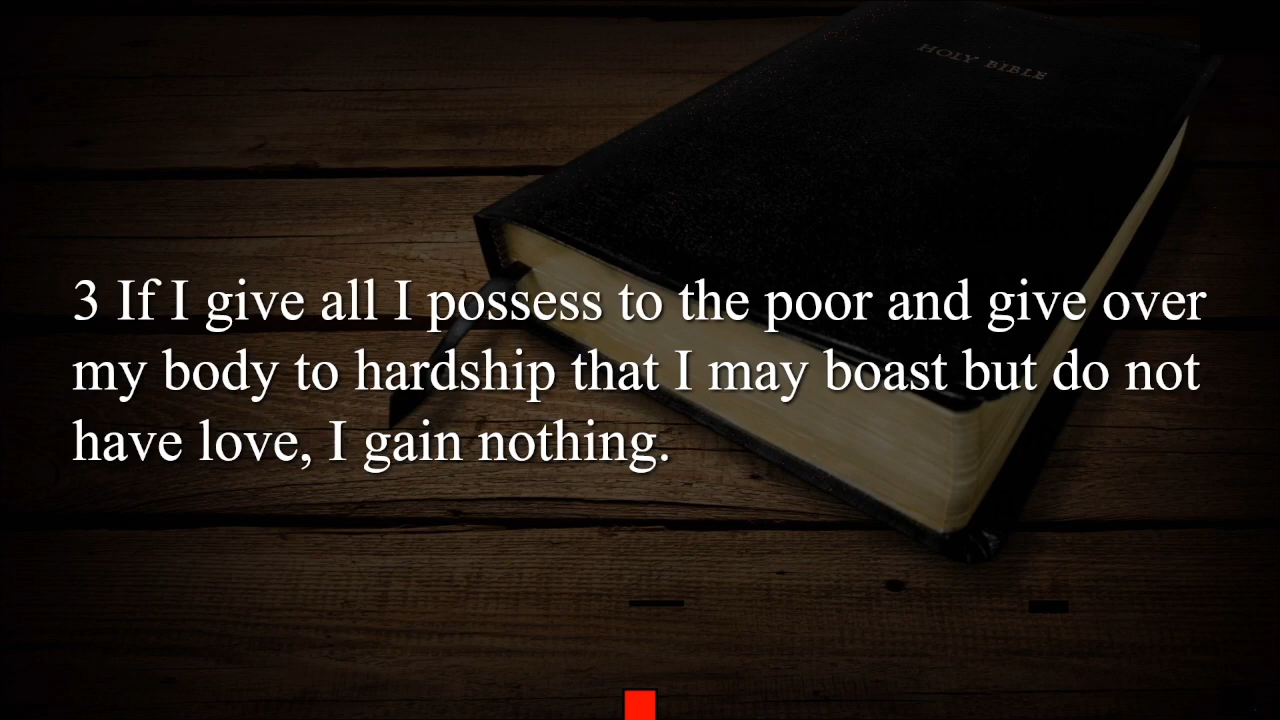 HOLY BIBLE
3 If I give all I possess to the poor and give over
my body to hardship that I may boast but do not
have love, I gain nothing.